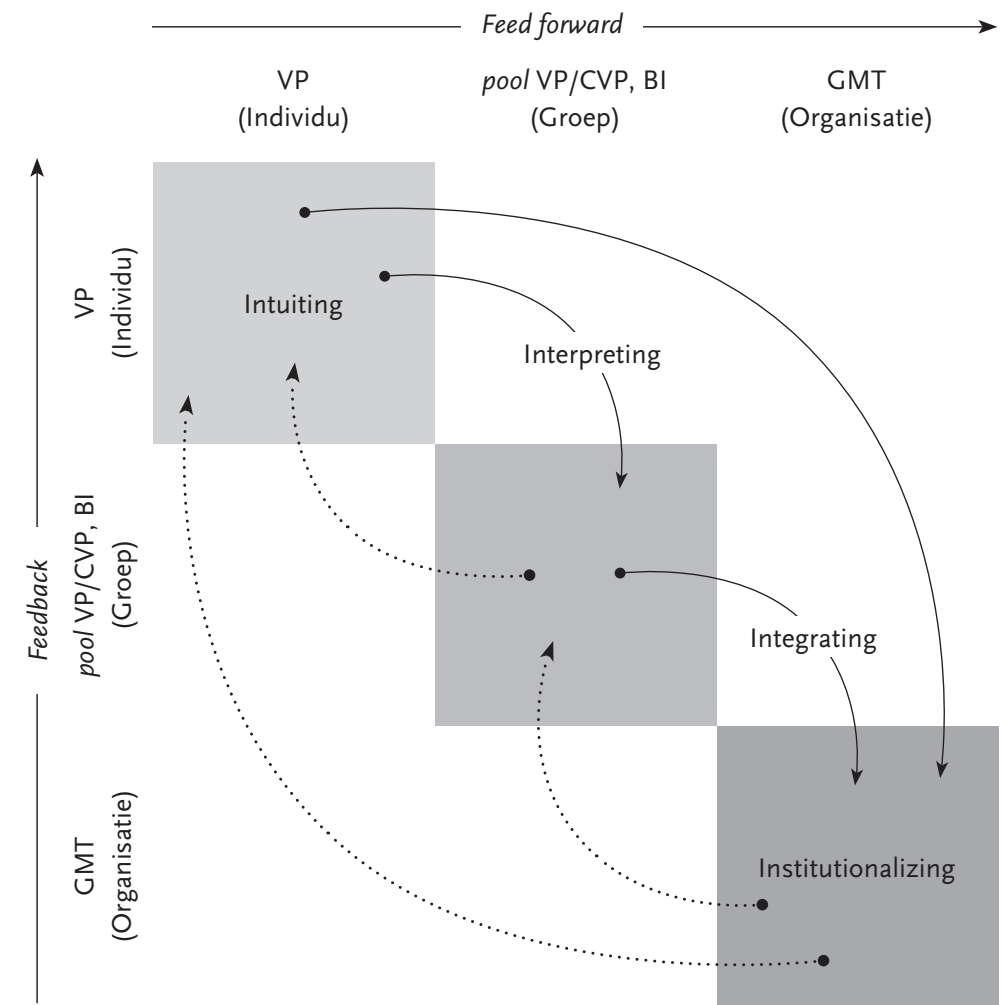 Feed forward
VP
(Individu)
pool VP/CVP, BI
(Groep)
GMT
(Organisatie)
Feedback
VP
(Individu)
pool VP/CVP, BI
(Groep)
GMT
(Organisatie)
Intuiting
Interpreting
Integrating
Institutionalizing